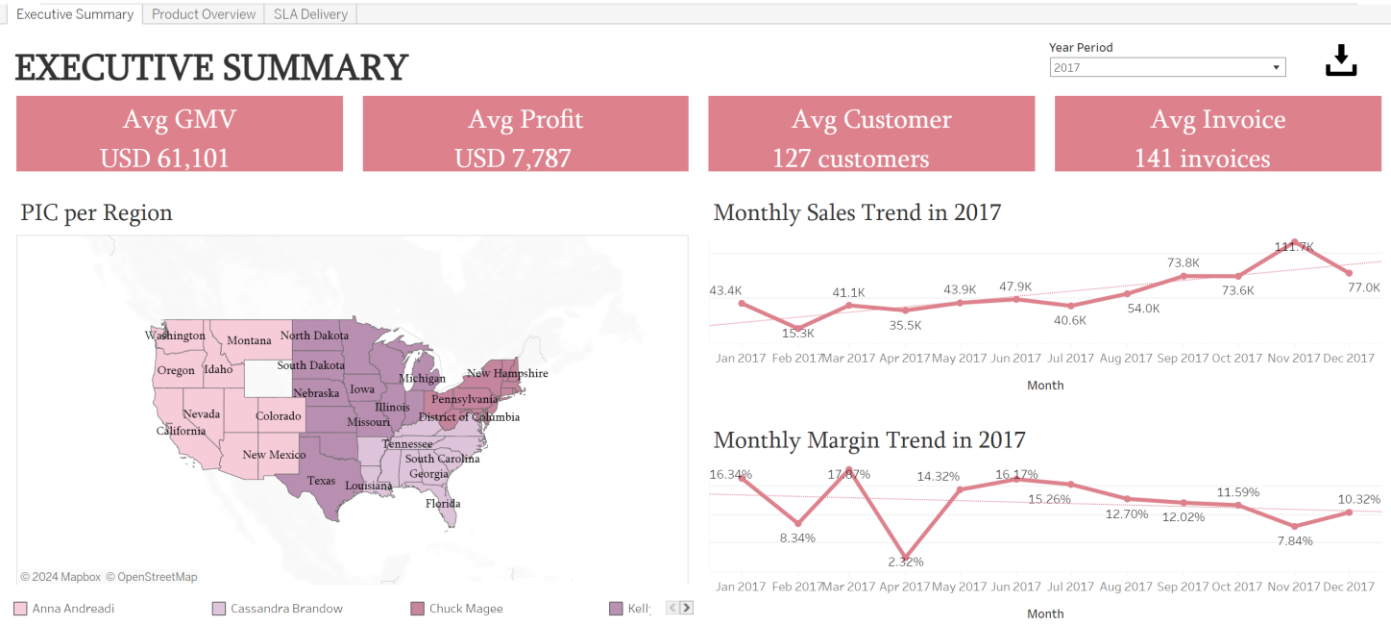 Executive Summary
Product Overview
SLA Delivery
EXECUTIVE SUMMARY
Year Period
2017
Avg GMV
USD 61,101
Avg Profit
USD 7,787
Avg Customer
127 customers
Avg Invoice
141 invoices
PIC per Region
Washington
Montana
North Dakota
Oregon
Idaho
South Dakota
Michigan
New Hampshire
Nebraska
Iowa
Pennsylvania
Nevada
Colorado
Illinois
Missouri
District of Columbia
California
Tennessee
New Mexico
South Carolina
Georgia
Texas
Louisiana
Florida
© 2024 Mapbox © OpenStreetMap
Anna Andreadi
Cassandra Brandow
Chuck Magee
Kell
Monthly Sales Trend in 2017
43.4K
15.3K
41.1K
35.5K
43.9K
47.9K
40.6K
54.0K
73.8K
73.6K
111.7K
77.0K
Jan 2017 Feb 2017 Mar 2017 Apr 2017 May 2017 Jun 2017 Jul 2017 Aug 2017 Sep 2017 Oct 2017 Nov 2017 Dec 2017
Month
Monthly Margin Trend in 2017
16.34%
8.34%
2.32%
14.32%
16.17%
15.26%
12.70%
12.02%
11.59%
7.84%
10.32%
Jan 2017 Feb 2017 Mar 2017 Apr 2017 May 2017 Jun 2017 Jul 2017 Aug 2017 Sep 2017 Oct 2017 Nov 2017 Dec 2017
Month